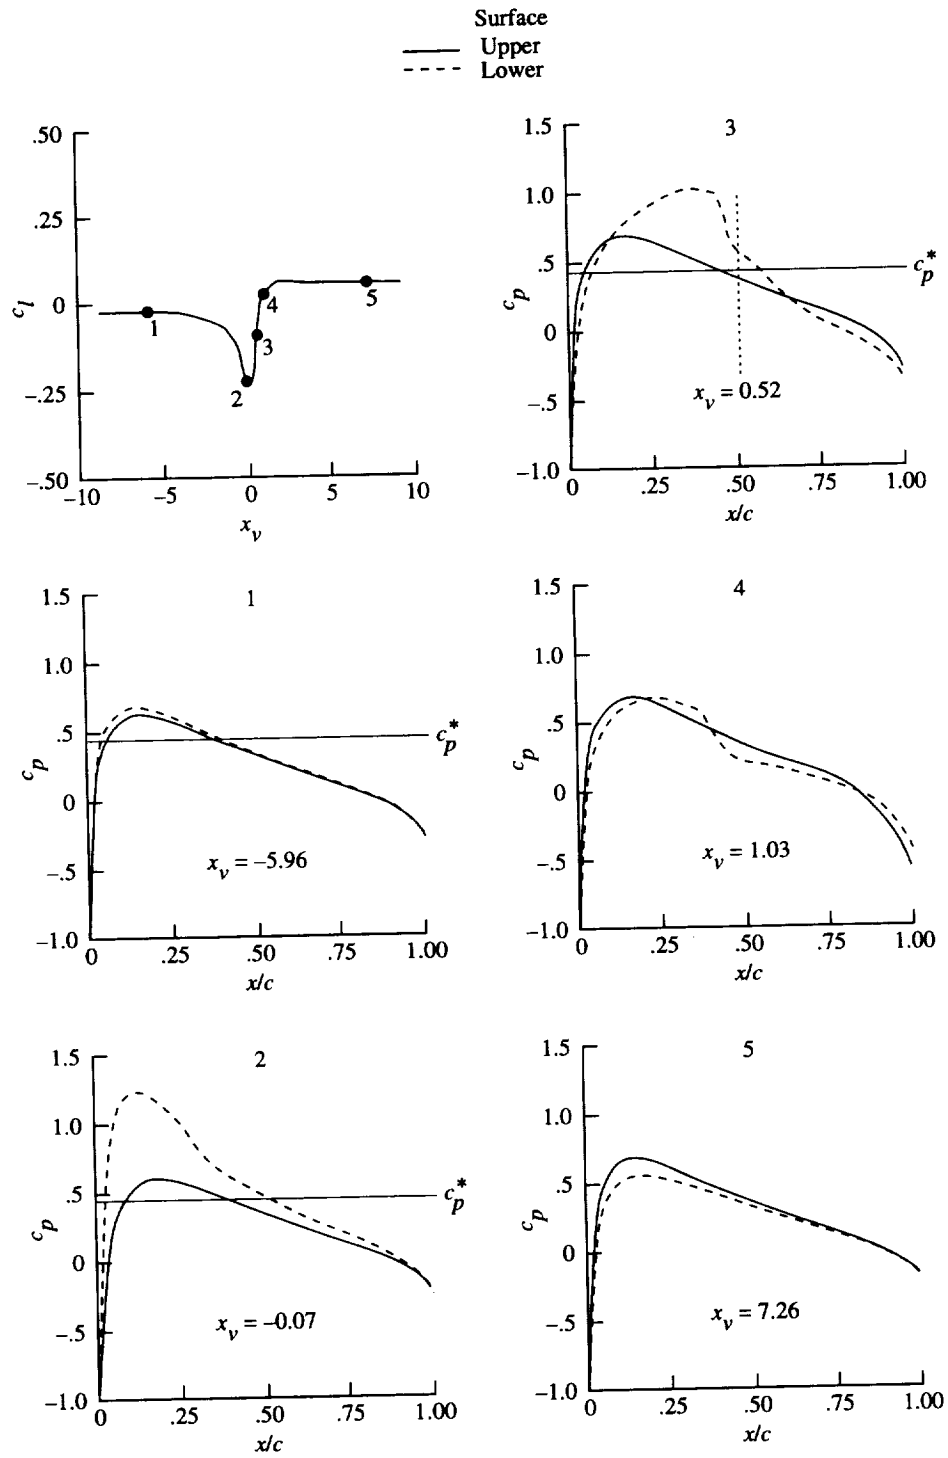 Surface
Upper
Lower
.50
.25
0
−.25
−.50
c_l
1
2
3
4
5
−10 −5 0 5 10
x_v
3
1.5
1.0
.5
0
−.5
−1.0
c_p
c_p*
x_v = 0.52
0 .25 .50 .75 1.00
x/c
1
1.5
1.0
.5
0
−.5
−1.0
c_p
c_p*
x_v = −5.96
0 .25 .50 .75 1.00
x/c
4
1.5
1.0
.5
0
−.5
−1.0
c_p
x_v = 1.03
0 .25 .50 .75 1.00
x/c
2
1.5
1.0
.5
0
−.5
−1.0
c_p
c_p*
x_v = −0.07
0 .25 .50 .75 1.00
x/c
5
1.5
1.0
.5
0
−.5
−1.0
c_p
x_v = 7.26
0 .25 .50 .75 1.00
x/c